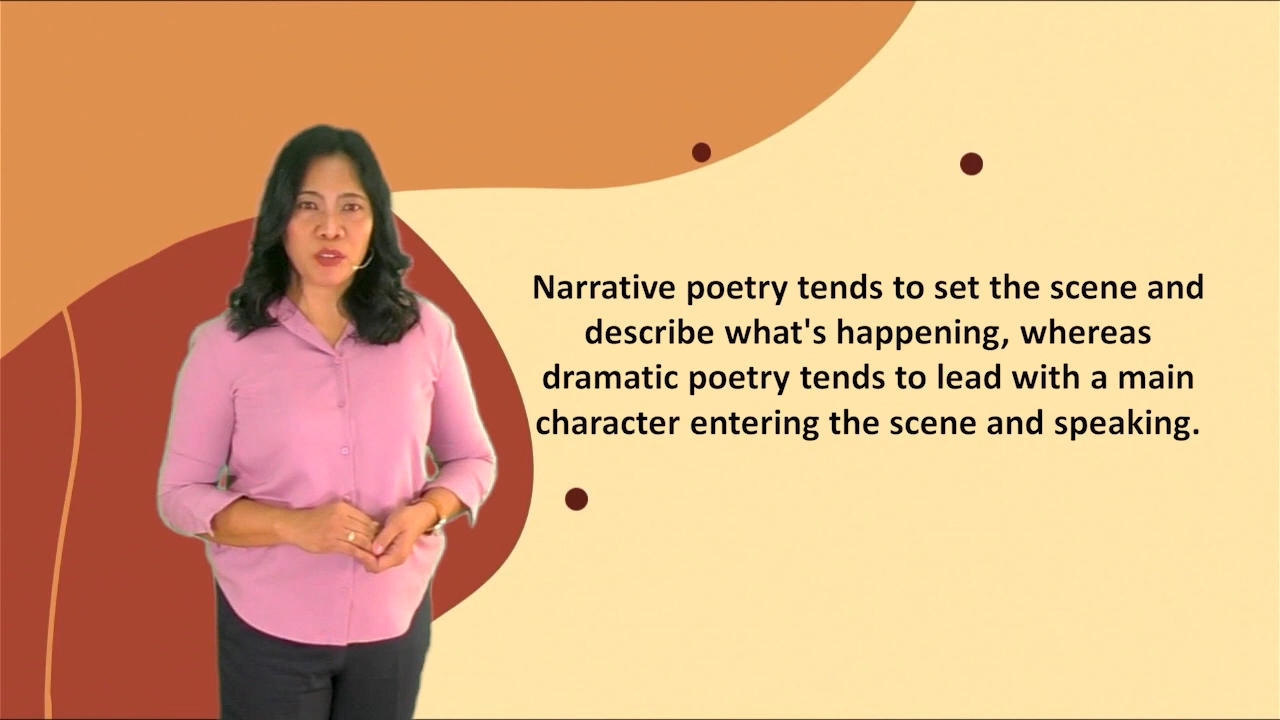 Narrative poetry tends to set the scene and
describe what's happening, whereas
dramatic poetry tends to lead with a main
character entering the scene and speaking.